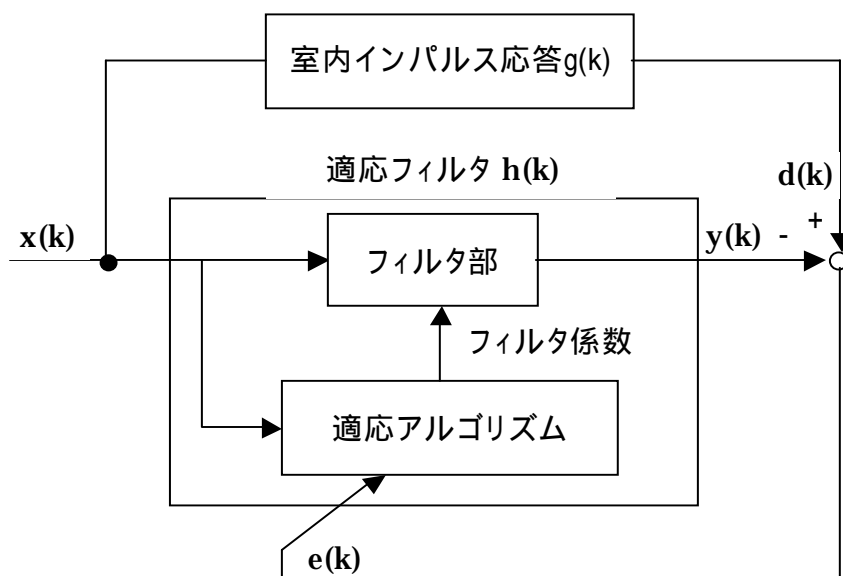 室内インパルス応答g(k)
適応フィルタ h(k)
d(k)
x(k)
フィルタ部
y(k) - +
フィルタ係数
適応アルゴリズム
e(k)